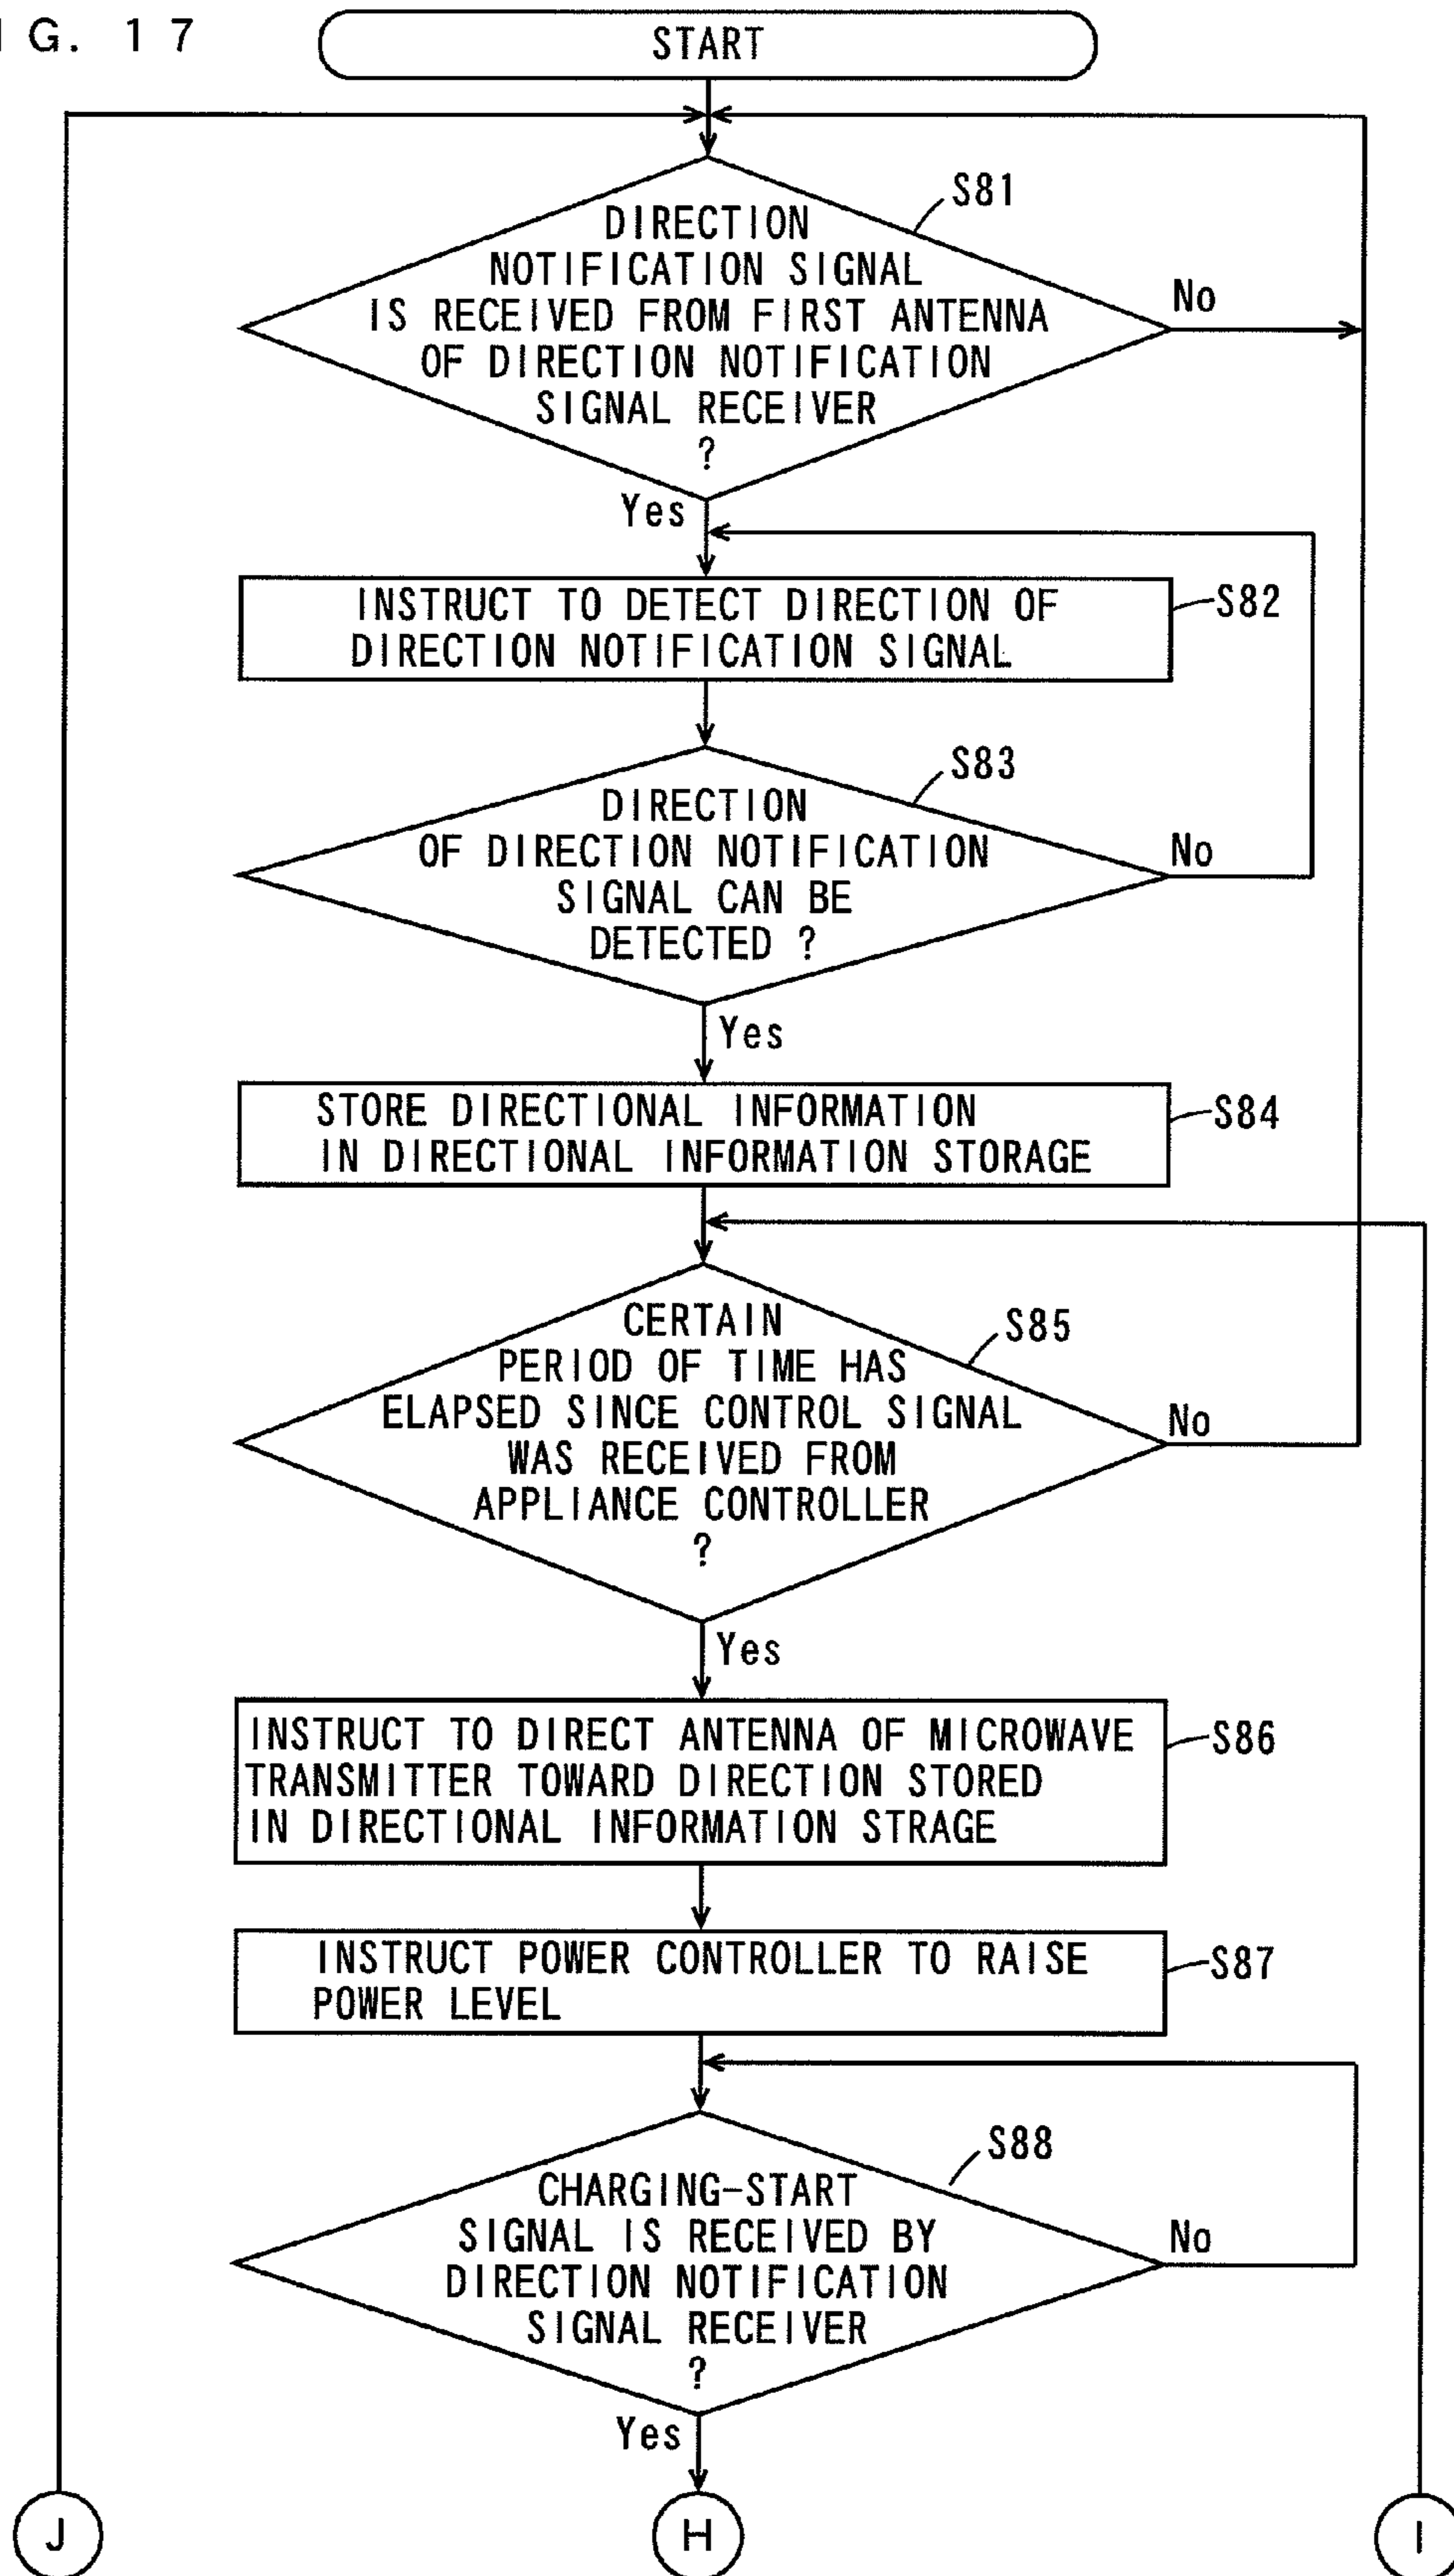 I G. 1 7
START
S81
DIRECTION
NOTIFICATION SIGNAL
IS RECEIVED FROM FIRST ANTENNA
OF DIRECTION NOTIFICATION
SIGNAL RECEIVER
?
No
Yes
INSTRUCT TO DETECT DIRECTION OF
DIRECTION NOTIFICATION SIGNAL
S82
S83
DIRECTION
OF DIRECTION NOTIFICATION
SIGNAL CAN BE
DETECTED ?
No
Yes
STORE DIRECTIONAL INFORMATION
IN DIRECTIONAL INFORMATION STORAGE
S84
S85
CERTAIN
PERIOD OF TIME HAS
ELAPSED SINCE CONTROL SIGNAL
WAS RECEIVED FROM
APPLIANCE CONTROLLER
?
No
Yes
INSTRUCT TO DIRECT ANTENNA OF MICROWAVE
TRANSMITTER TOWARD DIRECTION STORED
IN DIRECTIONAL INFORMATION STRAGE
S86
INSTRUCT POWER CONTROLLER TO RAISE
POWER LEVEL
S87
S88
CHARGING-START
SIGNAL IS RECEIVED BY
DIRECTION NOTIFICATION
SIGNAL RECEIVER
?
No
Yes
J
H
I